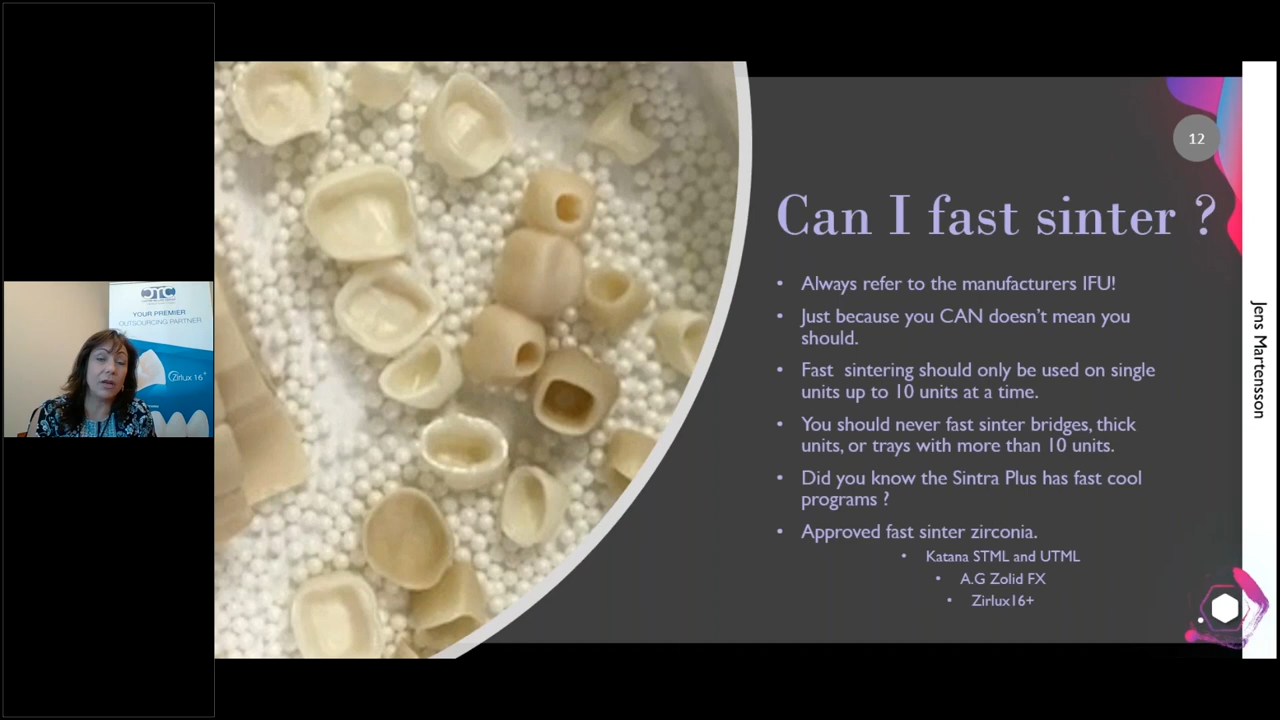 12
Can I fast sinter ?
• Always refer to the manufacturers IFU!
• Just because you CAN doesn't mean you
should.
• Fast sintering should only be used on single
units up to 10 units at a time.
• You should never fast sinter bridges, thick
units, or trays with more than 10 units.
• Did you know the Sintra Plus has fast cool
programs ?
• Approved fast sinter zirconia.
• Katana STML and UTML
• A.G Zolid FX
• Zirlux16+
Jens Martensson
YOUR PREMIER
OUTSOURCING PARTNER
Zirlux 16+